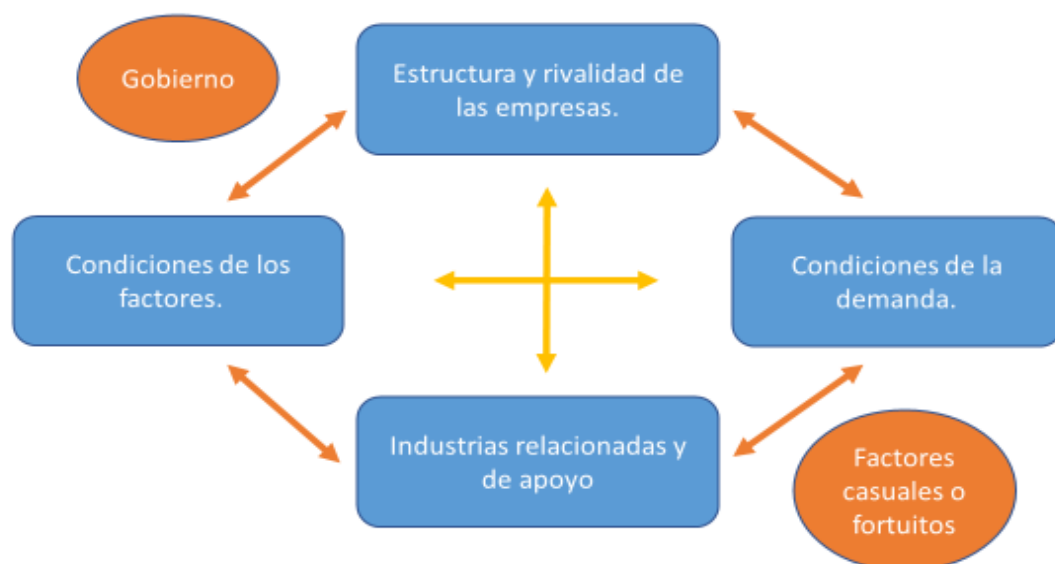 Gobierno
Estructura y rivalidad de
las empresas.
Condiciones de los
factores.
Condiciones de la
demanda.
Industrias relacionadas y
de apoyo
Factores
casuales o
fortuitos